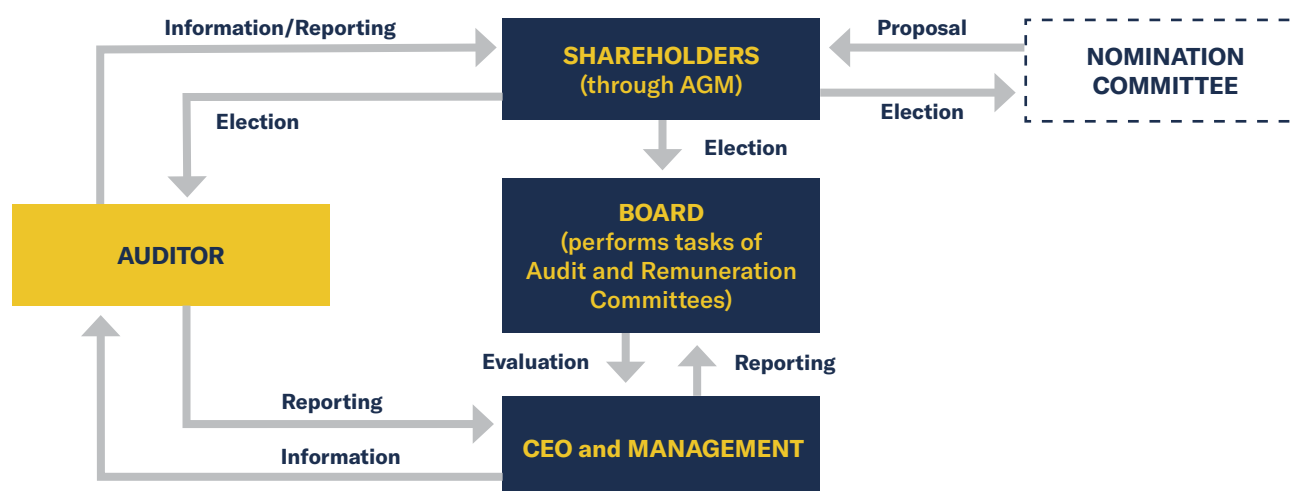 Information/Reporting
SHAREHOLDERS
(through AGM)
Proposal
NOMINATION
COMMITTEE
Election
Election
Election
BOARD
(performs tasks of
Audit and Remuneration
Committees)
AUDITOR
Evaluation
Reporting
Reporting
CEO and MANAGEMENT
Information